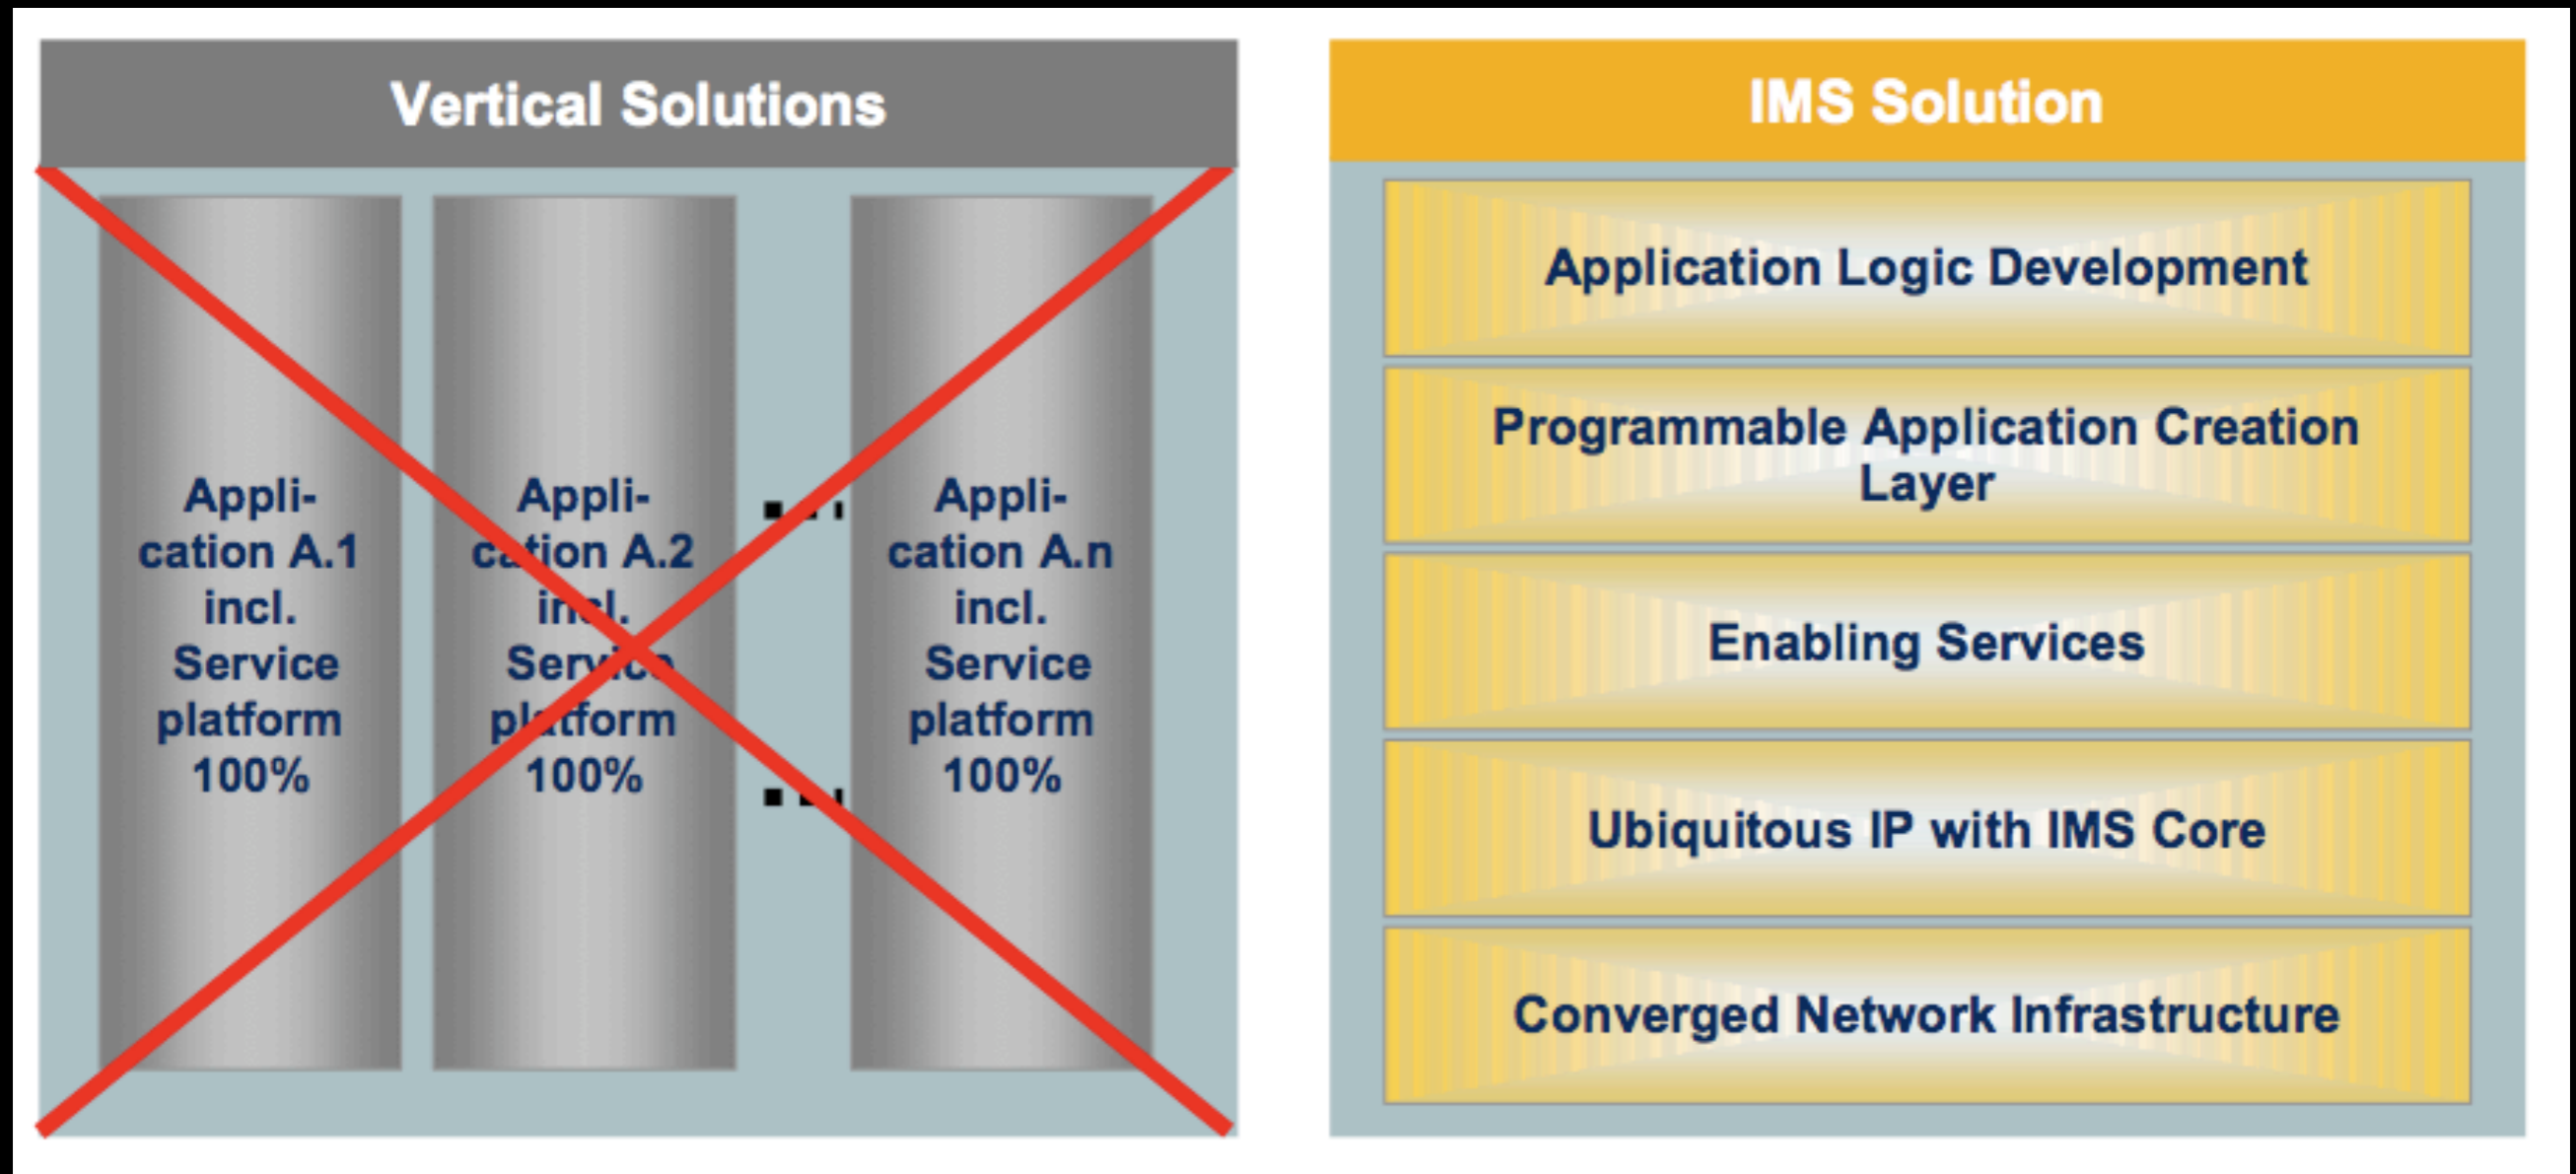 Vertical Solutions
Appli-
cation A.1
incl.
Service
platform
100%
Appli-
cation A.2
incl.
Service
platform
100%
...
...
Appli-
cation A.n
incl.
Service
platform
100%
IMS Solution
Application Logic Development
Programmable Application Creation
Layer
Enabling Services
Ubiquitous IP with IMS Core
Converged Network Infrastructure